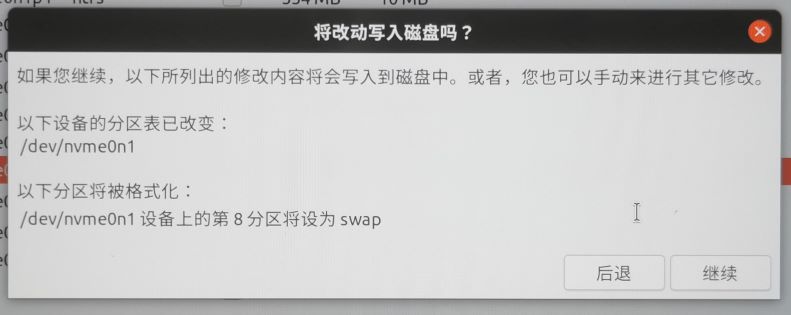 将改动写入磁盘吗？
如果您继续，以下所列出的修改内容将会写入到磁盘中。或者，您也可以手动来进行其它修改。
以下设备的分区表已改变：
/dev/nvme0n1
以下分区将被格式化：
/dev/nvme0n1 设备上的第 8 分区将设为 swap
后退
继续